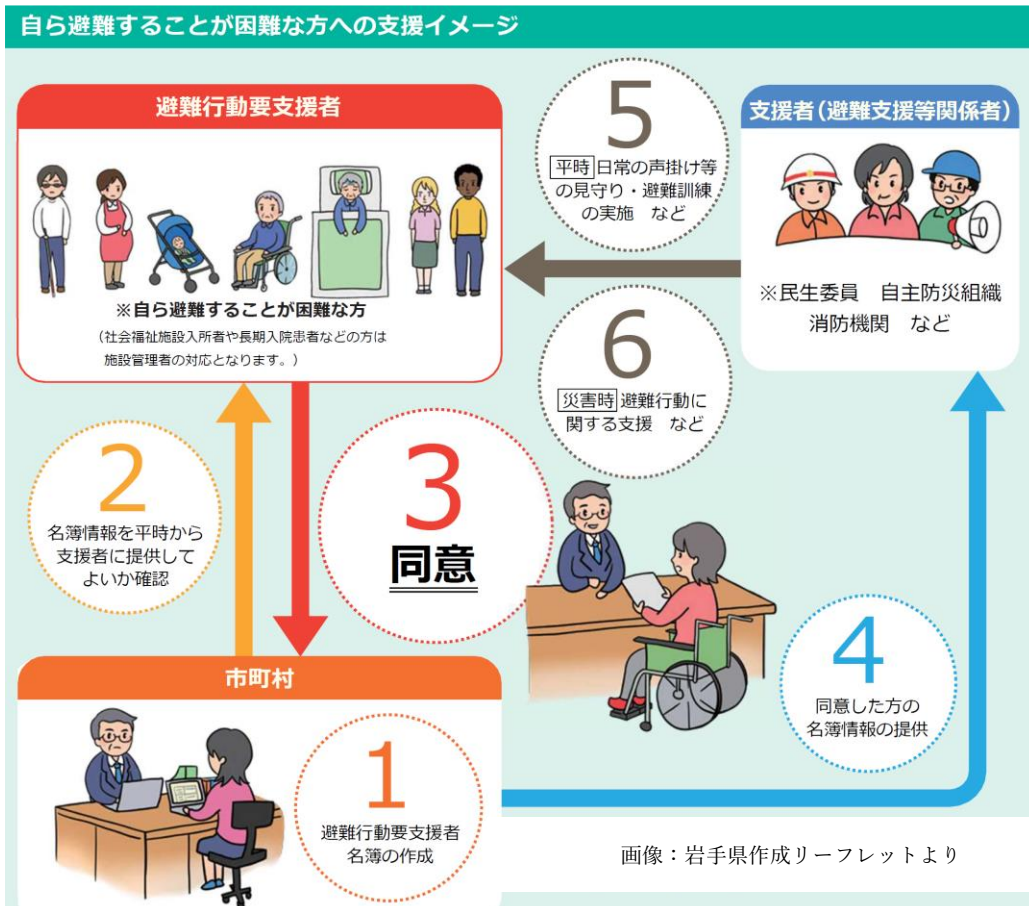 自ら避難することが困難な方への支援イメージ
避難行動要支援者
※自ら避難することが困難な方
（社会福祉施設入所者や長期入院患者などの方は
施設管理者の対応となります。）
5
平時 日常の声掛け等
の見守り・避難訓練
の実施　など
支援者（避難支援等関係者）
※民生委員　自主防災組織
消防機関　など
6
災害時 避難行動に
関する支援　など
2
名簿情報を平時から
支援者に提供して
よいか確認
3
同意
4
同意した方の
名簿情報の提供
市町村
1
避難行動要支援者
名簿の作成
画像：岩手県作成リーフレットより